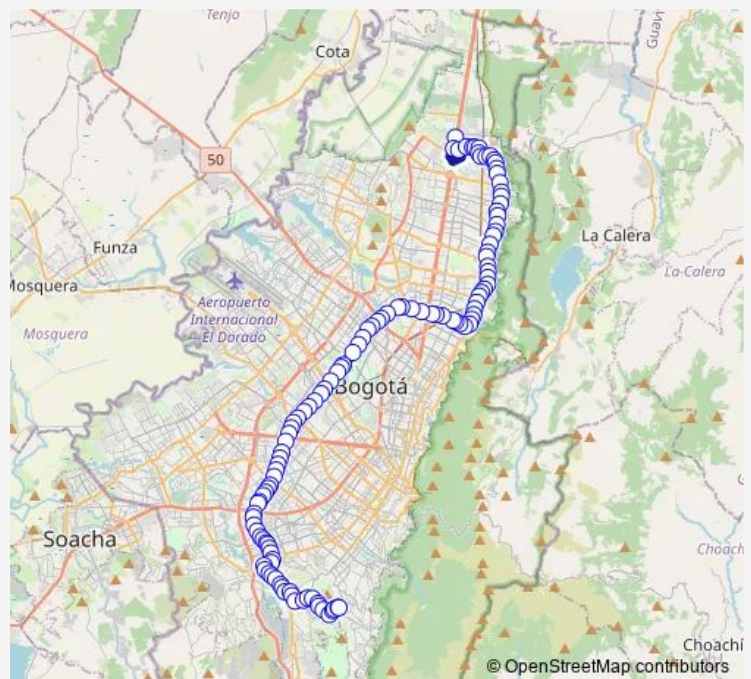 Tenjo
Cota
Guavi
50
Funza
La Calera
Mosquera
La-Calera
Aeropuerto
Internacional
El Dorado
Mosquera
Bogotá
Soacha
Choach
Choachí
© OpenStreetMap contributors